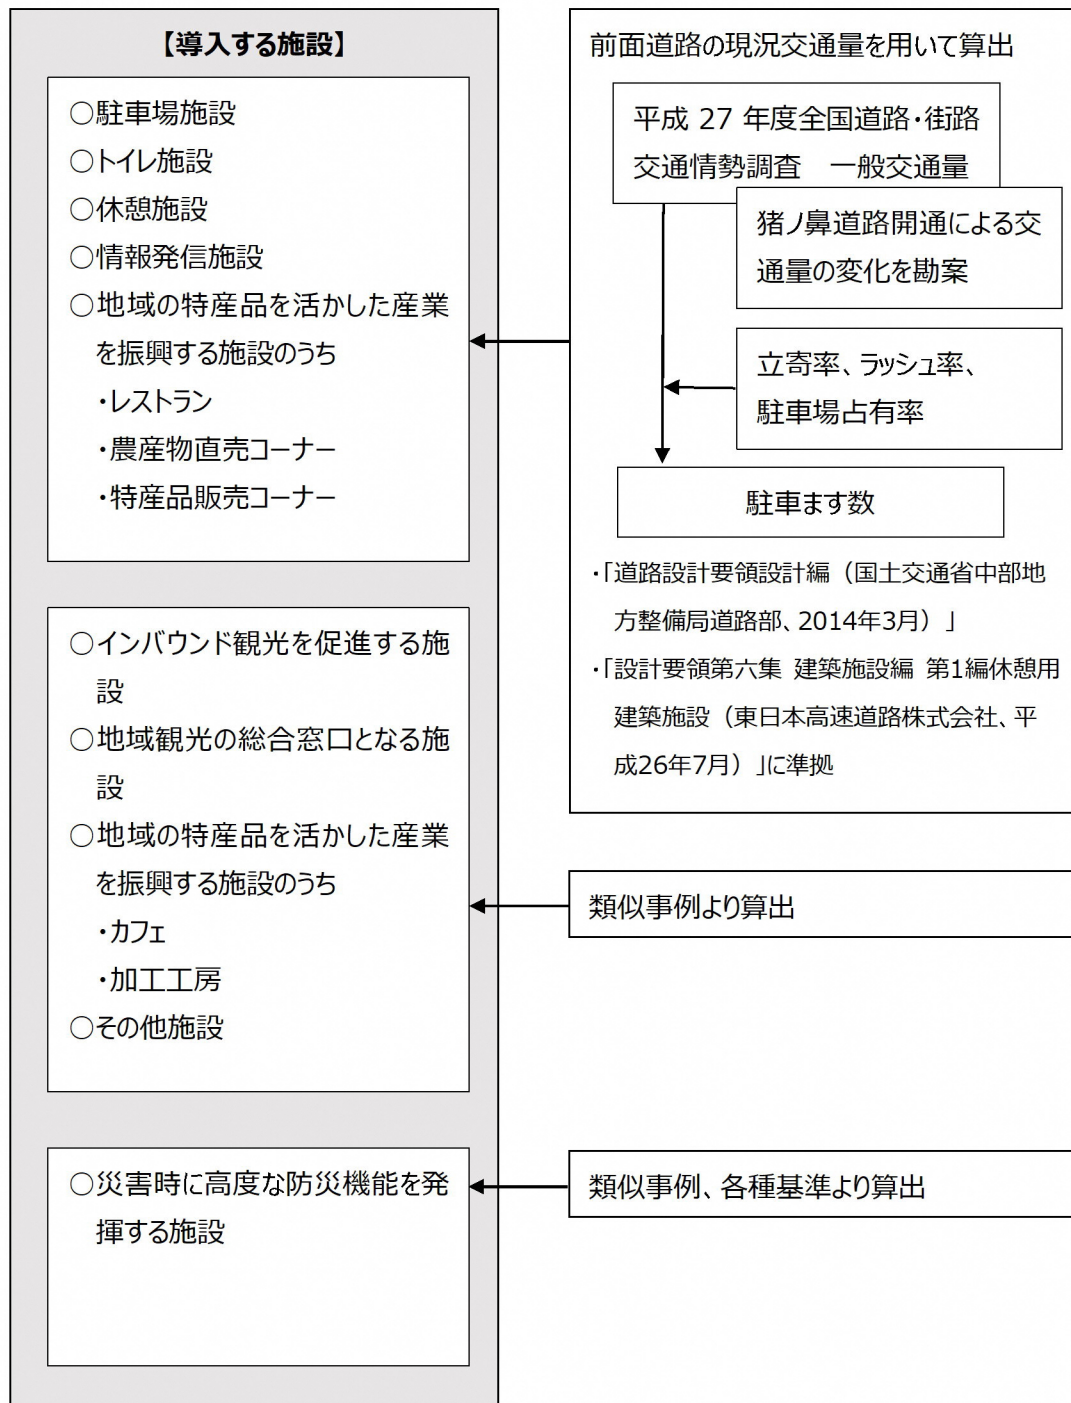 【導入する施設】
○駐車場施設
○トイレ施設
○休憩施設
○情報発信施設
○地域の特産品を活かした産業
を振興する施設のうち
・レストラン
・農産物直売コーナー
・特産品販売コーナー
○インバウンド観光を促進する施
設
○地域観光の総合窓口となる施
設
○地域の特産品を活かした産業
を振興する施設のうち
・カフェ
・加工工房
○その他施設
○災害時に高度な防災機能を発
揮する施設
前面道路の現況交通量を用いて算出
平成 27 年度全国道路・街路
交通情勢調査　一般交通量
猪ノ鼻道路開通による交
通量の変化を勘案
立寄率、ラッシュ率、
駐車場占有率
駐車ます数
・「道路設計要領設計編（国土交通省中部地
方整備局道路部、2014年3月）」
・「設計要領第六集 建築施設編 第1編休憩用
建築施設（東日本高速道路株式会社、平
成26年7月）」に準拠
類似事例より算出
類似事例、各種基準より算出